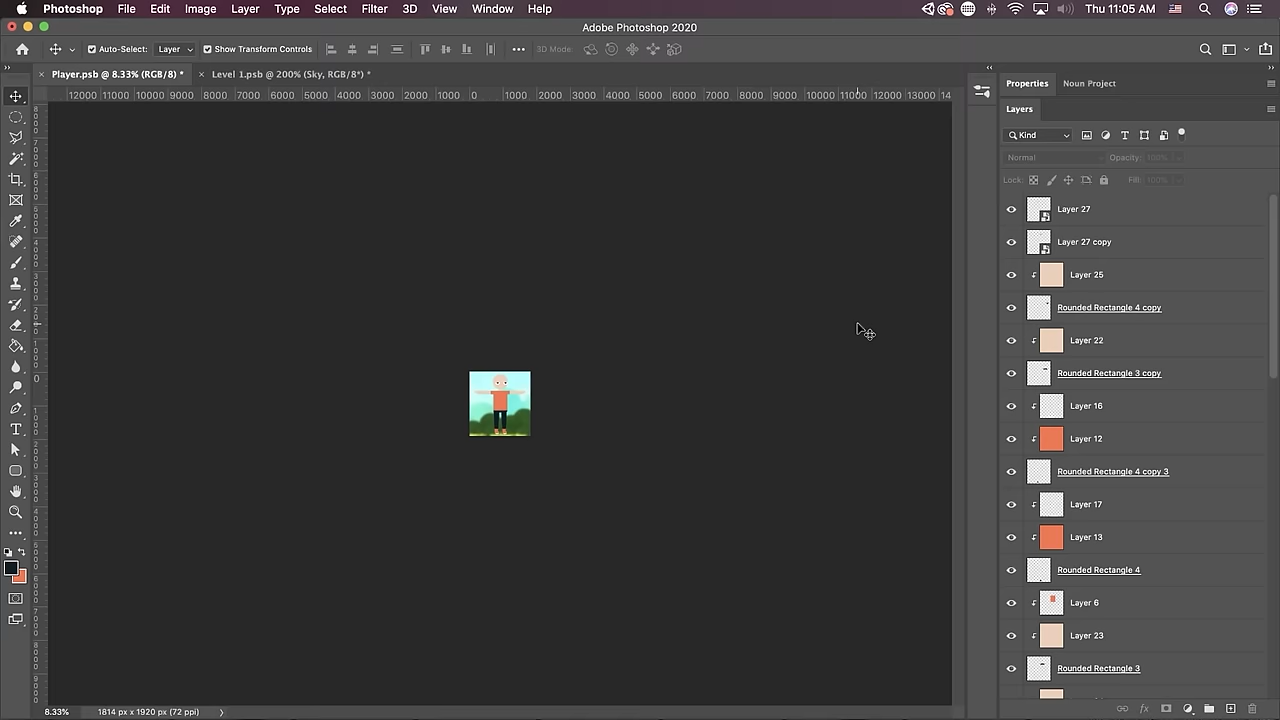 Photoshop File Edit Image Layer Type Select Filter 3D View Window Help Thu 11:05 AM
Adobe Photoshop 2020
Auto-Select: Layer Show Transform Controls 3D Mode:
Player.psb @ 8.33% (RGB/8) * Level 1.psb @ 200% (Sky, RGB/8*) *
12000 11000 10000 9000 8000 7000 6000 5000 4000 3000 2000 1000 0 1000 2000 3000 4000 5000 6000 7000 8000 9000 10000 11000 12000 13000 14
Properties Noun Project
Layers
Kind
Normal Opacity: 100%
Lock: Fill: 100%
Layer 27
Layer 27 copy
Layer 25
Rounded Rectangle 4 copy
Layer 22
Rounded Rectangle 3 copy
Layer 16
Layer 12
Rounded Rectangle 4 copy 3
Layer 17
Layer 13
Rounded Rectangle 4
Layer 6
Layer 23
Rounded Rectangle 3
8.33% 1814 px x 1920 px (72 ppi)